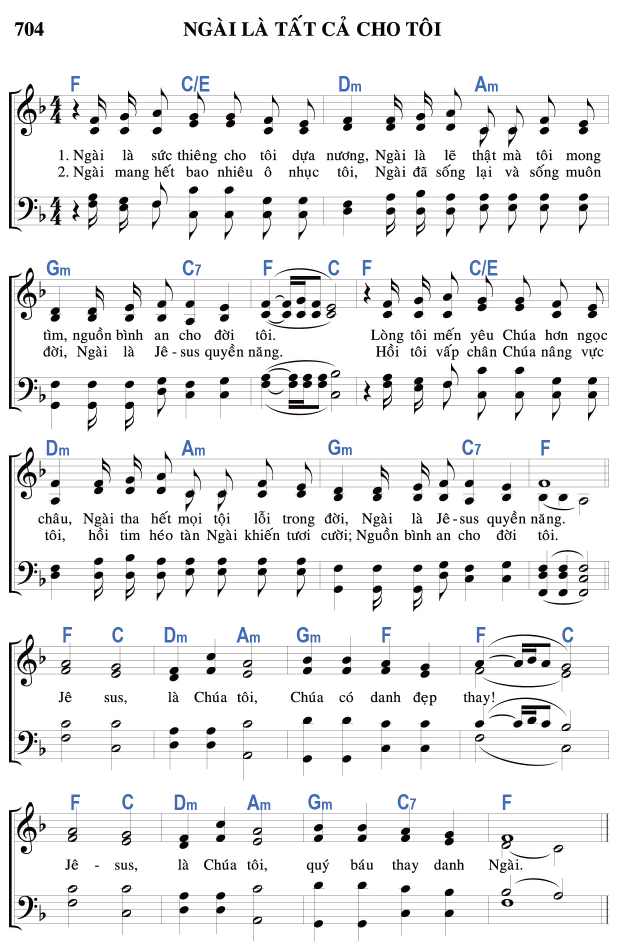 704 NGÀI LÀ TẤT CẢ CHO TÔI
F C/E Dm Am
1. Ngài là sức thiêng cho tôi dựa nương, Ngài là lẽ thật mà tôi mong
2. Ngài mang hết bao nhiêu ô nhục tôi, Ngài đã sống lại và sống muôn
Gm C7 F C F C/E
tìm, nguồn bình an cho đời tôi. Lòng tôi mến yêu Chúa hơn ngọc
đời, Ngài là Jê-sus quyền năng. Hồi tôi vấp chân Chúa nâng vực
Dm Am Gm C7 F
châu, Ngài tha hết mọi tội lỗi trong đời, Ngài là Jê-sus quyền năng.
tôi, hồi tim héo tàn Ngài khiến tươi cười; Nguồn bình an cho đời tôi.
F C Dm Am Gm F F C
Jê sus, là Chúa tôi, Chúa có danh đẹp thay!
F C Dm Am Gm C7 F
Jê - sus, là Chúa tôi, quý báu thay danh Ngài.